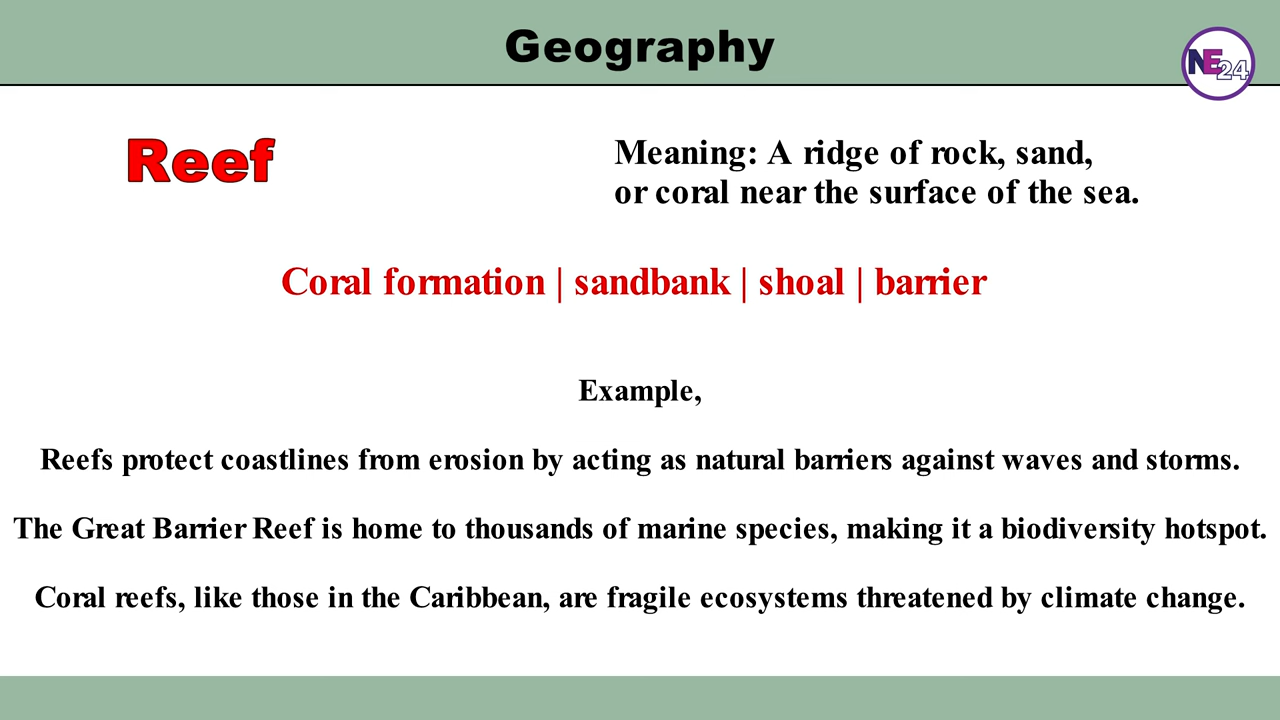 Geography
NE24
Reef
Meaning: A ridge of rock, sand,
or coral near the surface of the sea.
Coral formation | sandbank | shoal | barrier
Example,
Reefs protect coastlines from erosion by acting as natural barriers against waves and storms.
The Great Barrier Reef is home to thousands of marine species, making it a biodiversity hotspot.
Coral reefs, like those in the Caribbean, are fragile ecosystems threatened by climate change.